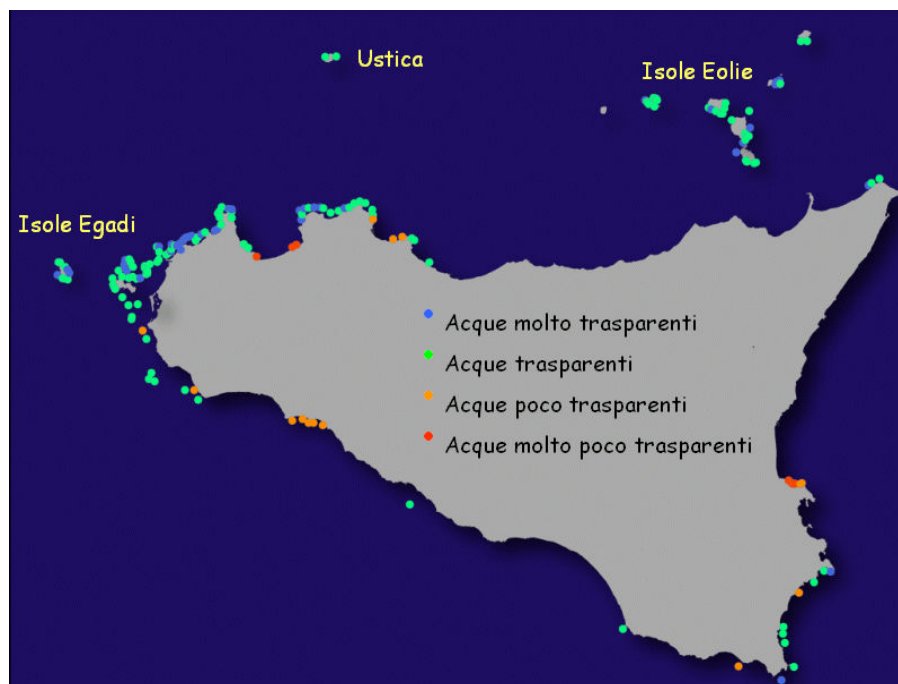 Ustica
Isole Eolie
Isole Egadi
Acque molto trasparenti
Acque trasparenti
Acque poco trasparenti
Acque molto poco trasparenti